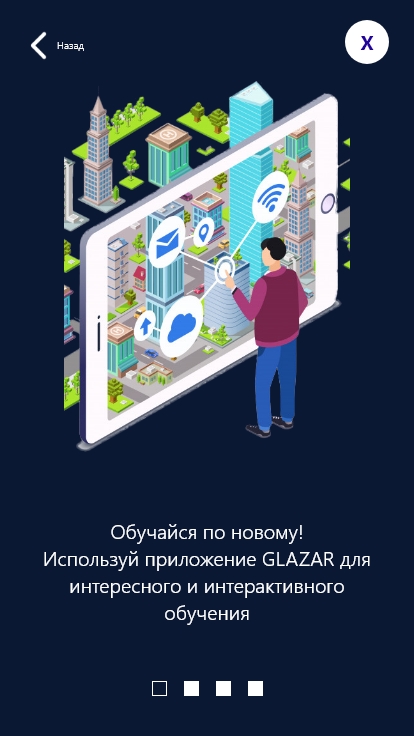 Назад
X
Обучайся по новому!
Используй приложение GLAZAR для
интересного и интерактивного
обучения